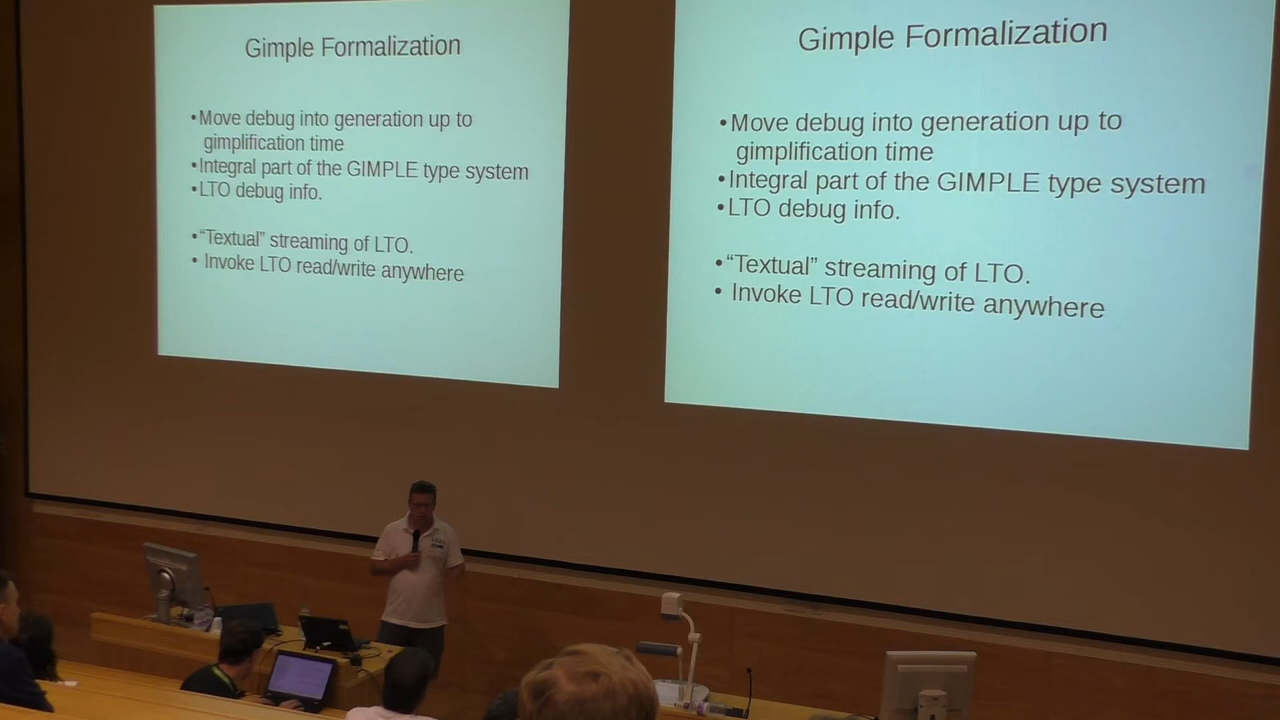 Gimple Formalization
•Move debug into generation up to
gimplification time
•Integral part of the GIMPLE type system
•LTO debug info.
•“Textual” streaming of LTO.
• Invoke LTO read/write anywhere
Gimple Formalization
•Move debug into generation up to
gimplification time
•Integral part of the GIMPLE type system
•LTO debug info.
•“Textual” streaming of LTO.
• Invoke LTO read/write anywhere